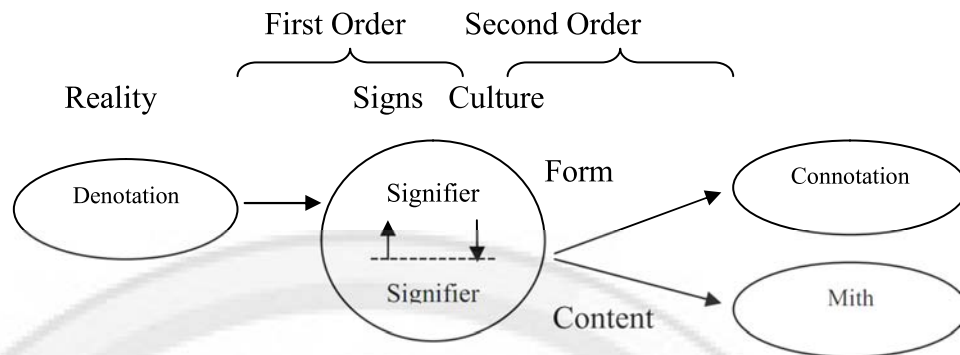 First Order Second Order
Reality Signs Culture
Form
Denotation Signifier Connotation
Signifier Mith
Content